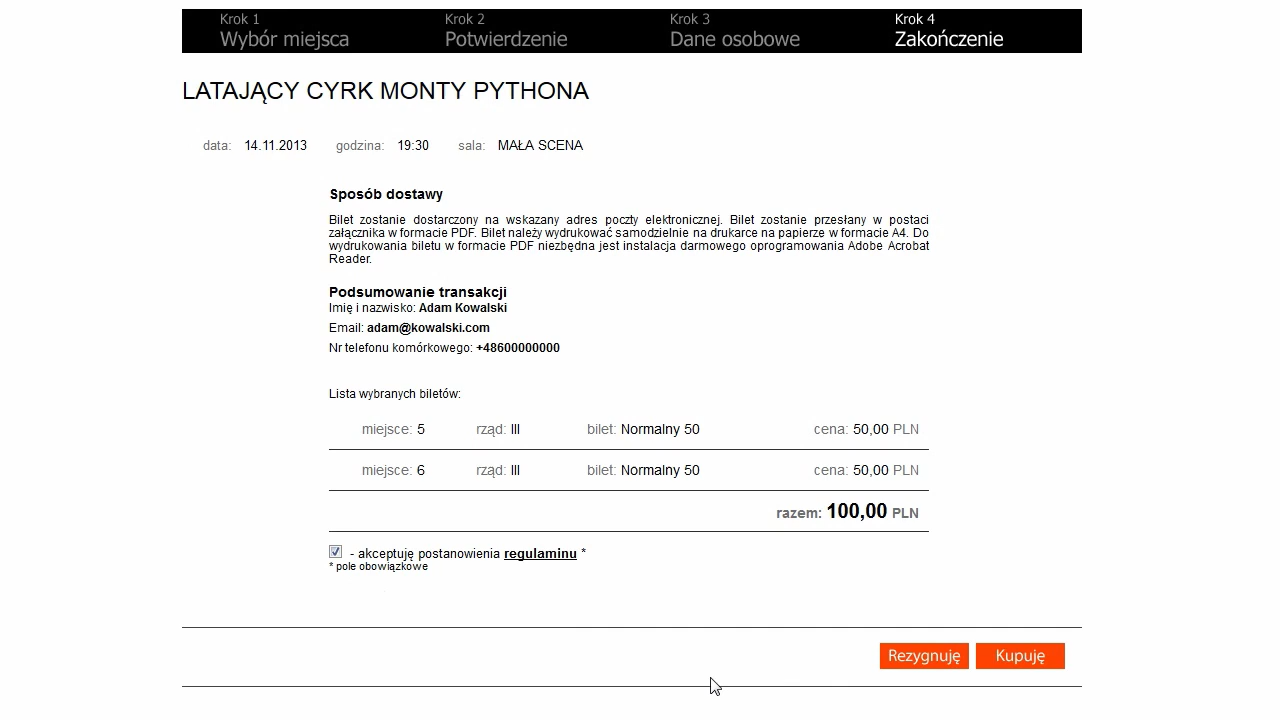 Krok 1 Krok 2 Krok 3 Krok 4
Wybór miejsca Potwierdzenie Dane osobowe Zakończenie
LATAJĄCY CYRK MONTY PYTHONA
data: 14.11.2013 godzina: 19:30 sala: MAŁA SCENA
Sposób dostawy
Bilet zostanie dostarczony na wskazany adres poczty elektronicznej. Bilet zostanie przesłany w postaci
załącznika w formacie PDF. Bilet należy wydrukować samodzielnie na drukarce na papierze w formacie A4. Do
wydrukowania biletu w formacie PDF niezbędna jest instalacja darmowego oprogramowania Adobe Acrobat
Reader.
Podsumowanie transakcji
Imię i nazwisko: Adam Kowalski
Email: adam@kowalski.com
Nr telefonu komórkowego: +48600000000
Lista wybranych biletów:
miejsce: 5 rząd: III bilet: Normalny 50 cena: 50,00 PLN
miejsce: 6 rząd: III bilet: Normalny 50 cena: 50,00 PLN
razem: 100,00 PLN
- akceptuję postanowienia regulaminu *
* pole obowiązkowe
Rezygnuję Kupuję